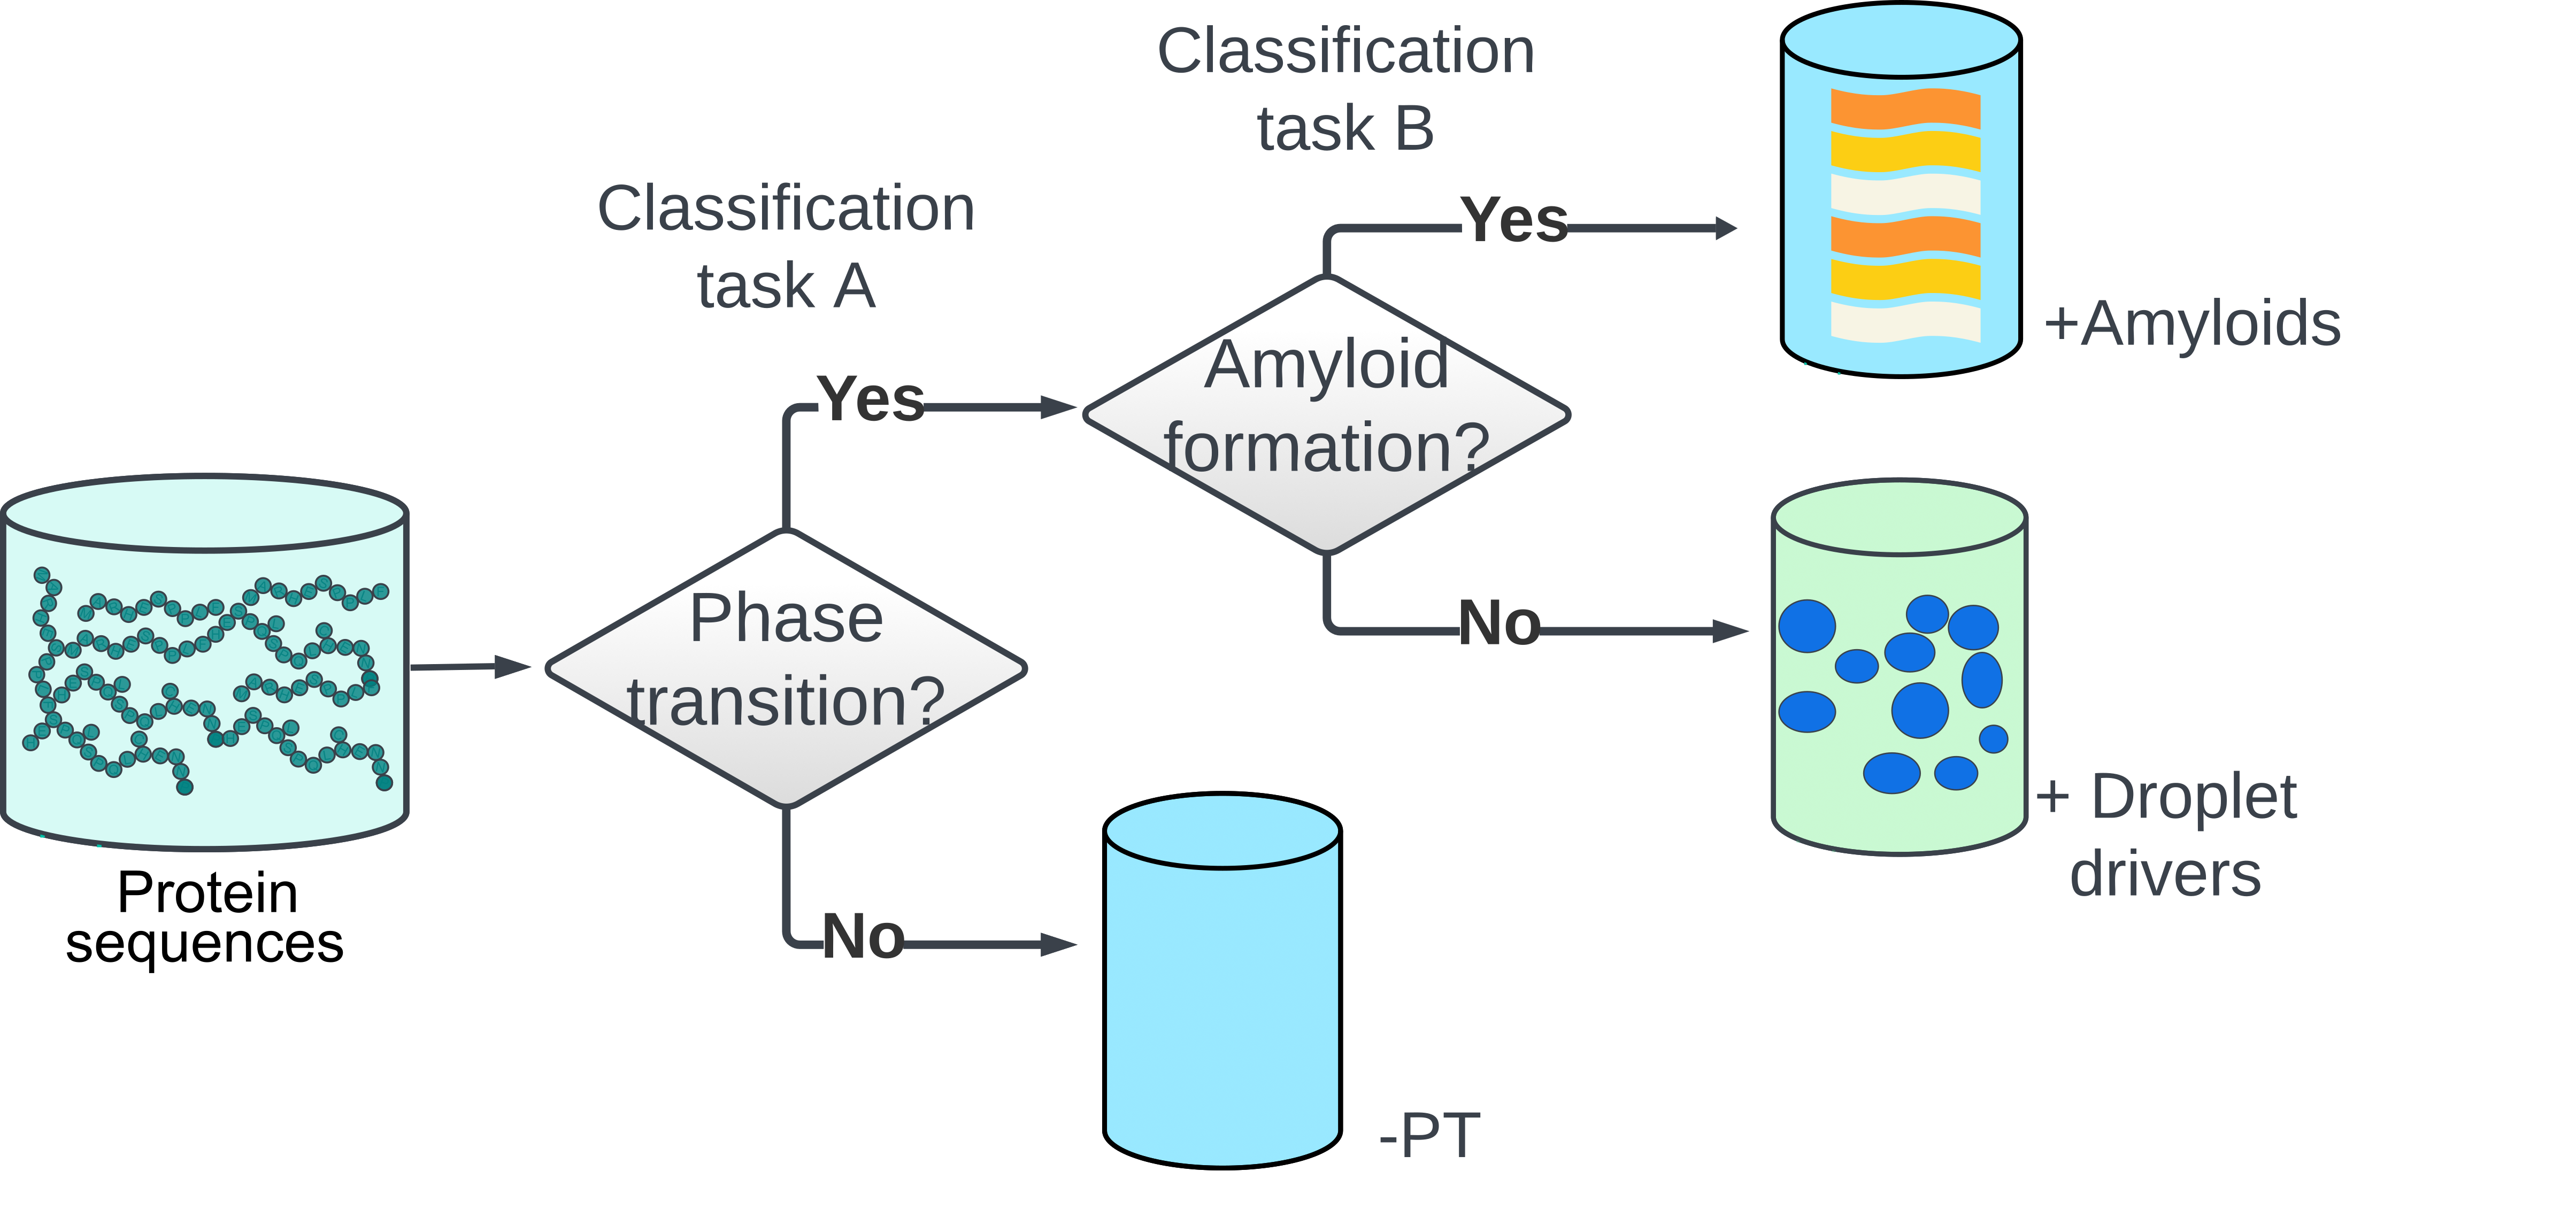 Classification
task B
Classification
task A
Yes
+Amyloids
Amyloid
formation?
Yes
Phase
transition?
No
+ Droplet
drivers
Protein
sequences
No
-PT